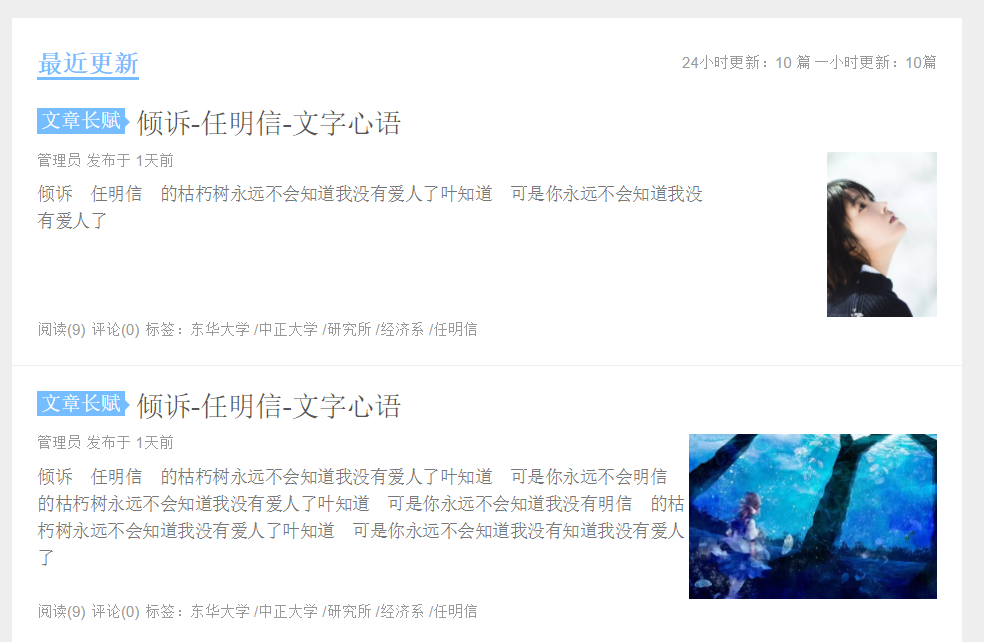 最近更新
24小时更新：10 篇 一小时更新：10篇
文章长赋 倾诉-任明信-文字心语
管理员 发布于 1天前
倾诉　任明信　的枯朽树永远不会知道我没有爱人了叶知道　可是你永远不会知道我没
有爱人了
阅读(9) 评论(0) 标签：东华大学 /中正大学 /研究所 /经济系 /任明信
文章长赋 倾诉-任明信-文字心语
管理员 发布于 1天前
倾诉　任明信　的枯朽树永远不会知道我没有爱人了叶知道　可是你永远不会明信
的枯朽树永远不会知道我没有爱人了叶知道　可是你永远不会知道我没有明信　的枯
朽树永远不会知道我没有爱人了叶知道　可是你永远不会知道我没有知道我没有爱人
了
阅读(9) 评论(0) 标签：东华大学 /中正大学 /研究所 /经济系 /任明信